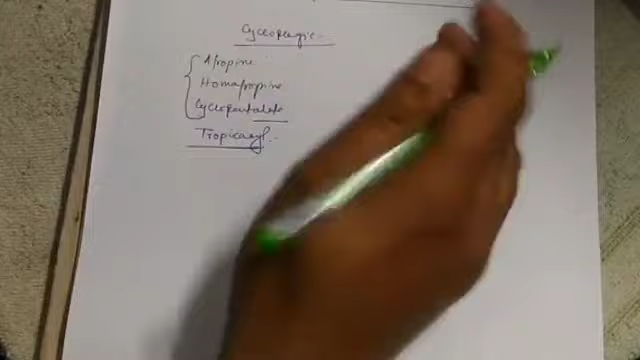 Cycloplegic
Atropine
Homatropine
Cyclopentolate
Tropicamyl